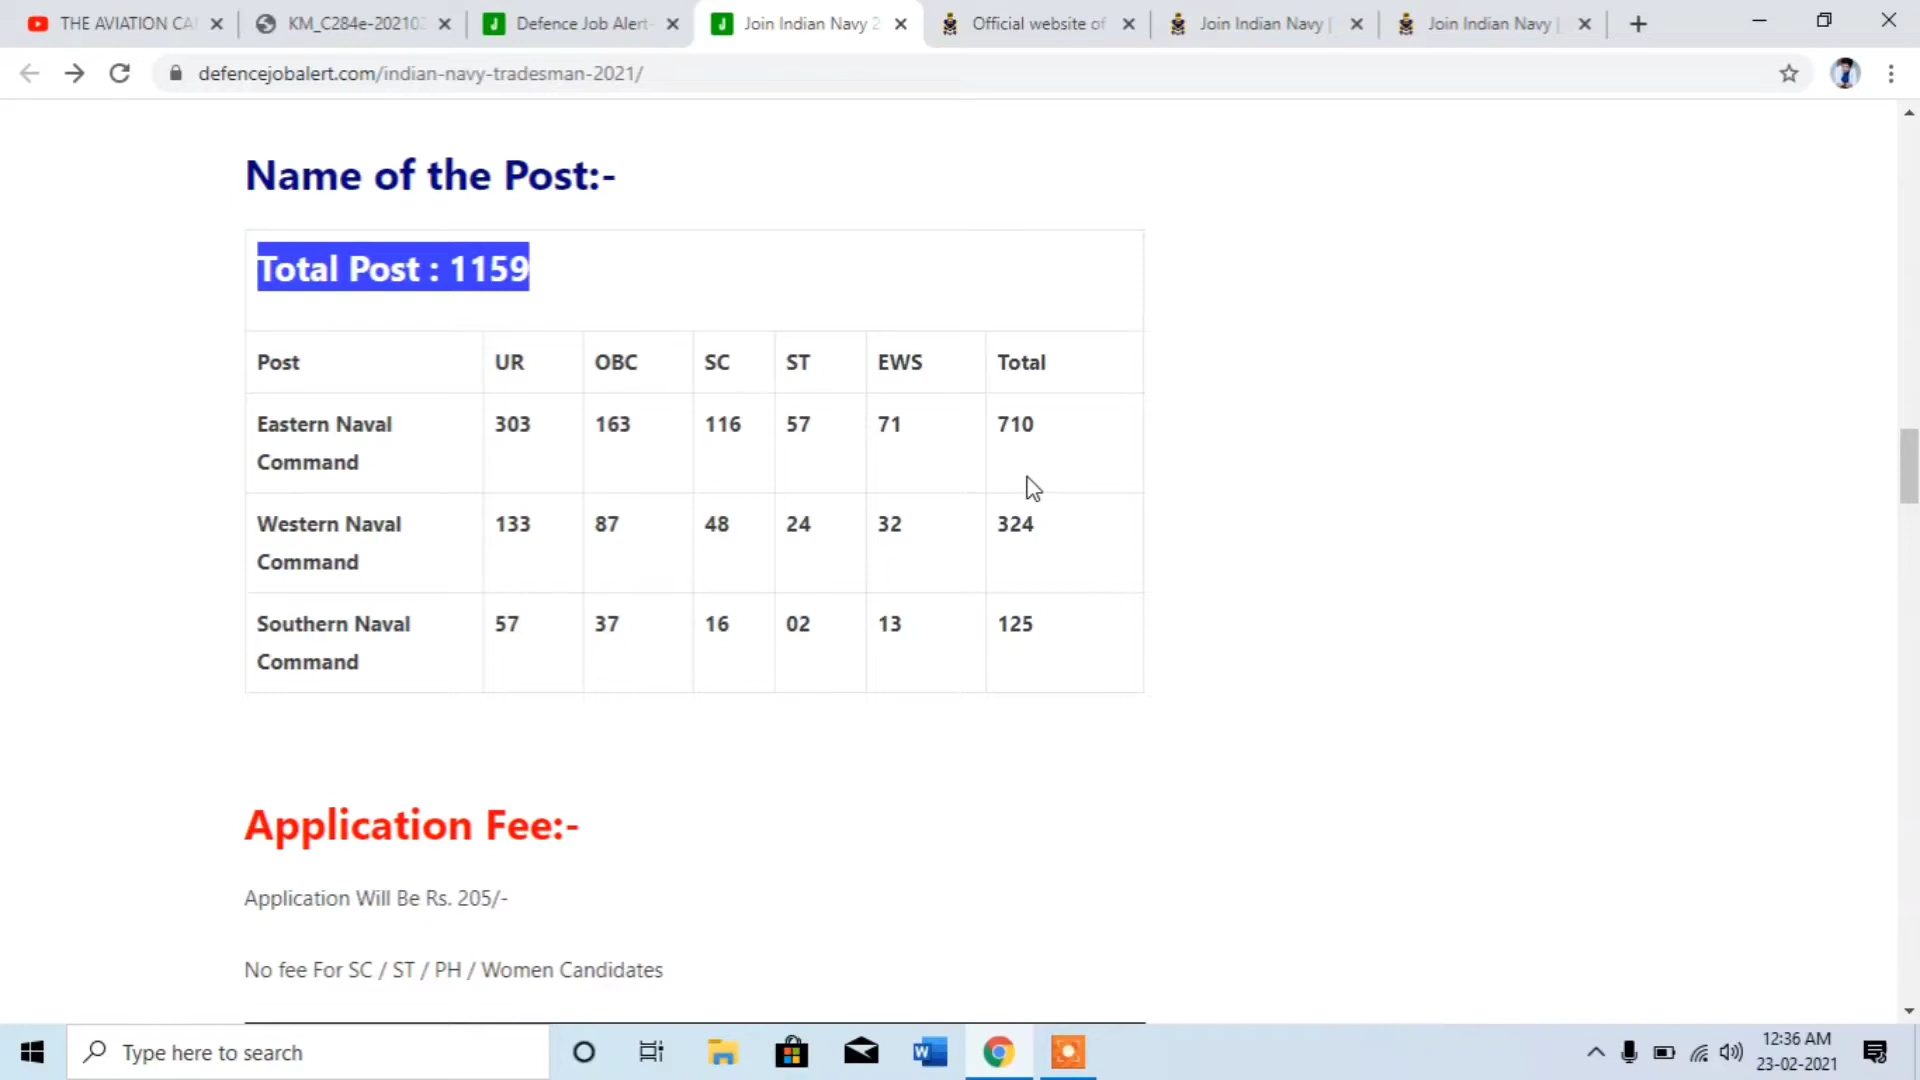 THE AVIATION CA
KM_C284e-202102
Defence Job Alert-
Join Indian Navy 2
Official website of
Join Indian Navy |
Join Indian Navy |
defencejobalert.com/indian-navy-tradesman-2021/
Name of the Post:-
Total Post : 1159
Post UR OBC SC ST EWS Total
Eastern Naval 303 163 116 57 71 710
Command
Western Naval 133 87 48 24 32 324
Command
Southern Naval 57 37 16 02 13 125
Command
Application Fee:-
Application Will Be Rs. 205/-
No fee For SC / ST / PH / Women Candidates
Type here to search
12:36 AM
23-02-2021